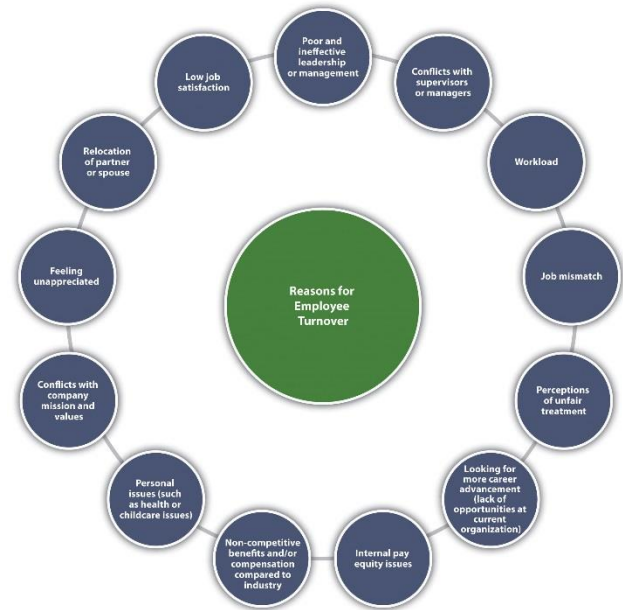 Poor and
ineffective
leadership
or management
Conflicts with
supervisors
or managers
Workload
Job mismatch
Perceptions
of unfair
treatment
Looking for
more career
advancement
(lack of
opportunities at
current
organization)
Internal pay
equity issues
Non-competitive
benefits and/or
compensation
compared to
industry
Personal
issues (such
as health or
childcare issues)
Conflicts with
company
mission and
values
Feeling
unappreciated
Relocation
of partner
or spouse
Low job
satisfaction
Reasons for
Employee
Turnover